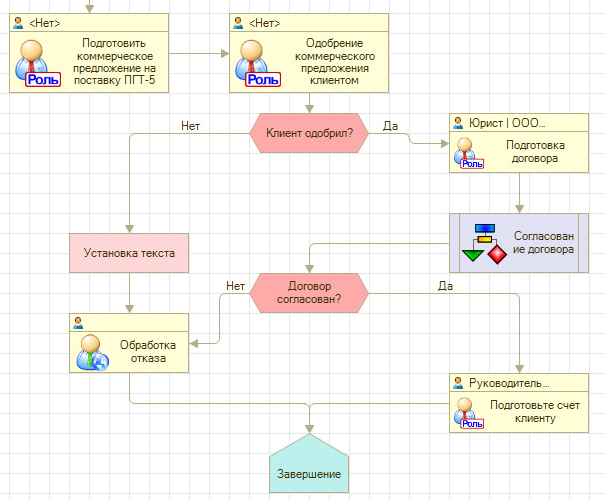 <Нет>
Подготовить
коммерческое
предложение на
поставку ПГТ-5
Роль
<Нет>
Одобрение
коммерческого
предложения
клиентом
Роль
Нет
Клиент одобрил?
Да
Юрист | ООО...
Подготовка
договора
Роль
Установка текста
Согласован
ие договора
Нет
Договор
согласован?
Да
Обработка
отказа
Руководитель...
Подготовьте счет
клиенту
Роль
Завершение